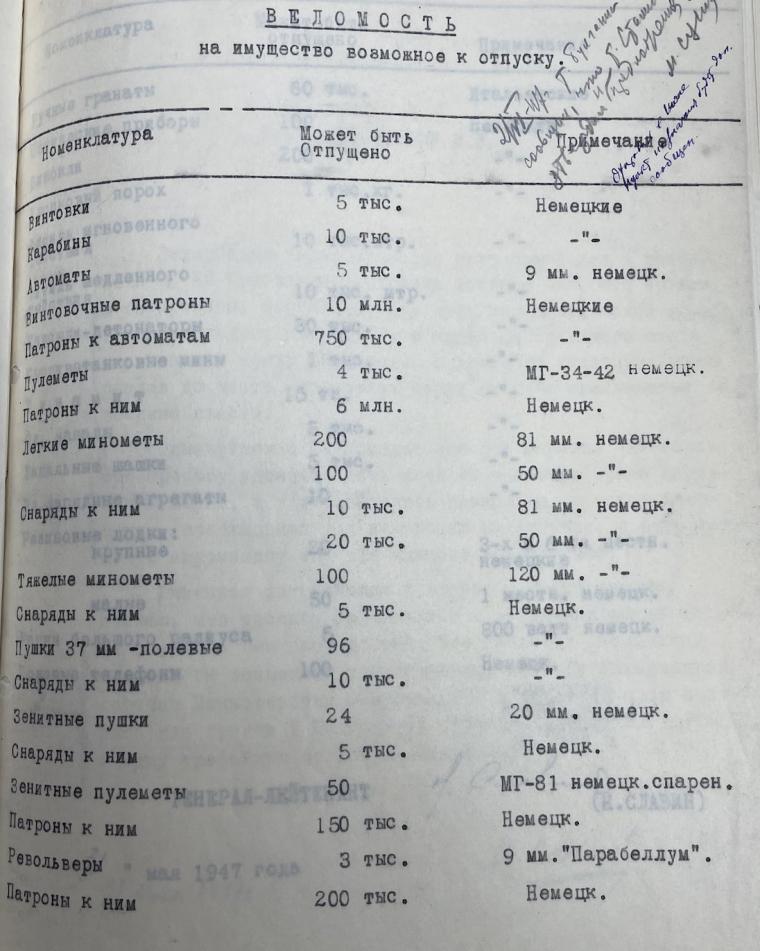 ВЕДОМОСТЬ
на имущество возможное к отпуску.
Номенклатура Может быть Отпущено Примечание
Винтовки 5 тыс. Немецкие
Карабины 10 тыс. -"-
Автоматы 5 тыс. 9 мм. немецк.
Винтовочные патроны 10 млн. Немецкие
Патроны к автоматам 750 тыс. -"-
Пулеметы 4 тыс. МГ-34-42 немецк.
Патроны к ним 6 млн. Немецк.
Легкие минометы 200 81 мм. немецк.
100 50 мм. -"-
Снаряды к ним 10 тыс. 81 мм. немецк.
20 тыс. 50 мм. -"-
Тяжелые минометы 100 120 мм. -"-
Снаряды к ним 5 тыс. Немецк.
Пушки 37 мм -полевые 96 -"-
Снаряды к ним 10 тыс. -"-
Зенитные пушки 24 20 мм. немецк.
Снаряды к ним 5 тыс. Немецк.
Зенитные пулеметы 50 МГ-81 немецк.спарен.
Патроны к ним 150 тыс. Немецк.
Револьверы 3 тыс. 9 мм."Парабеллум".
Патроны к ним 200 тыс. Немецк.